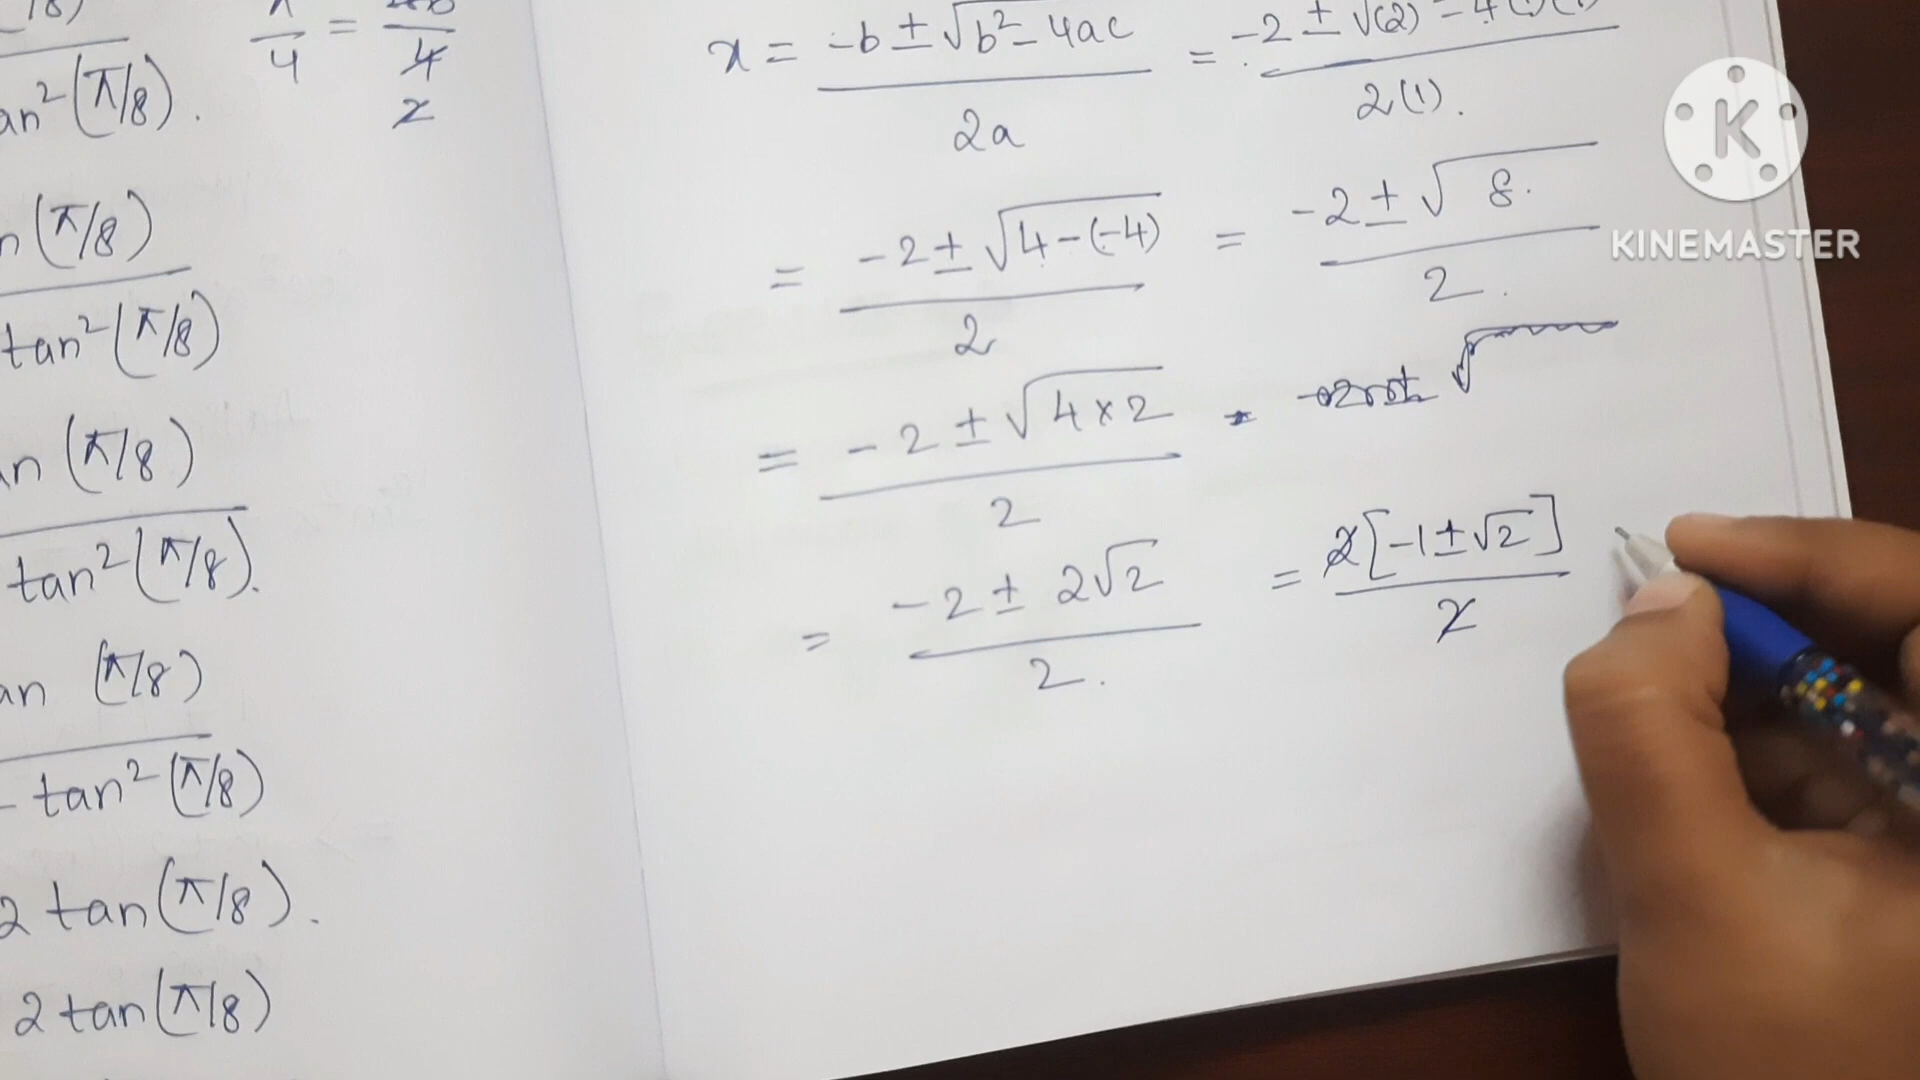 π/4 =
4
2
an²(π/8).
n(π/8)
tan²(π/8)
n (π/8)
tan²(π/8).
an (π/8)
- tan²(π/8)
2 tan(π/8).
2 tan(π/8)
x = -b ± √b² - 4ac / 2a = -2 ± √(2)² - 4(1)(-1) / 2(1).
= -2 ± √4 - (-4) / 2 = -2 ± √8. / 2.
= -2 ± √4 × 2 / 2
= -2 ± 2√2 / 2. = 2[-1 ± √2] / 2
K
KINEMASTER